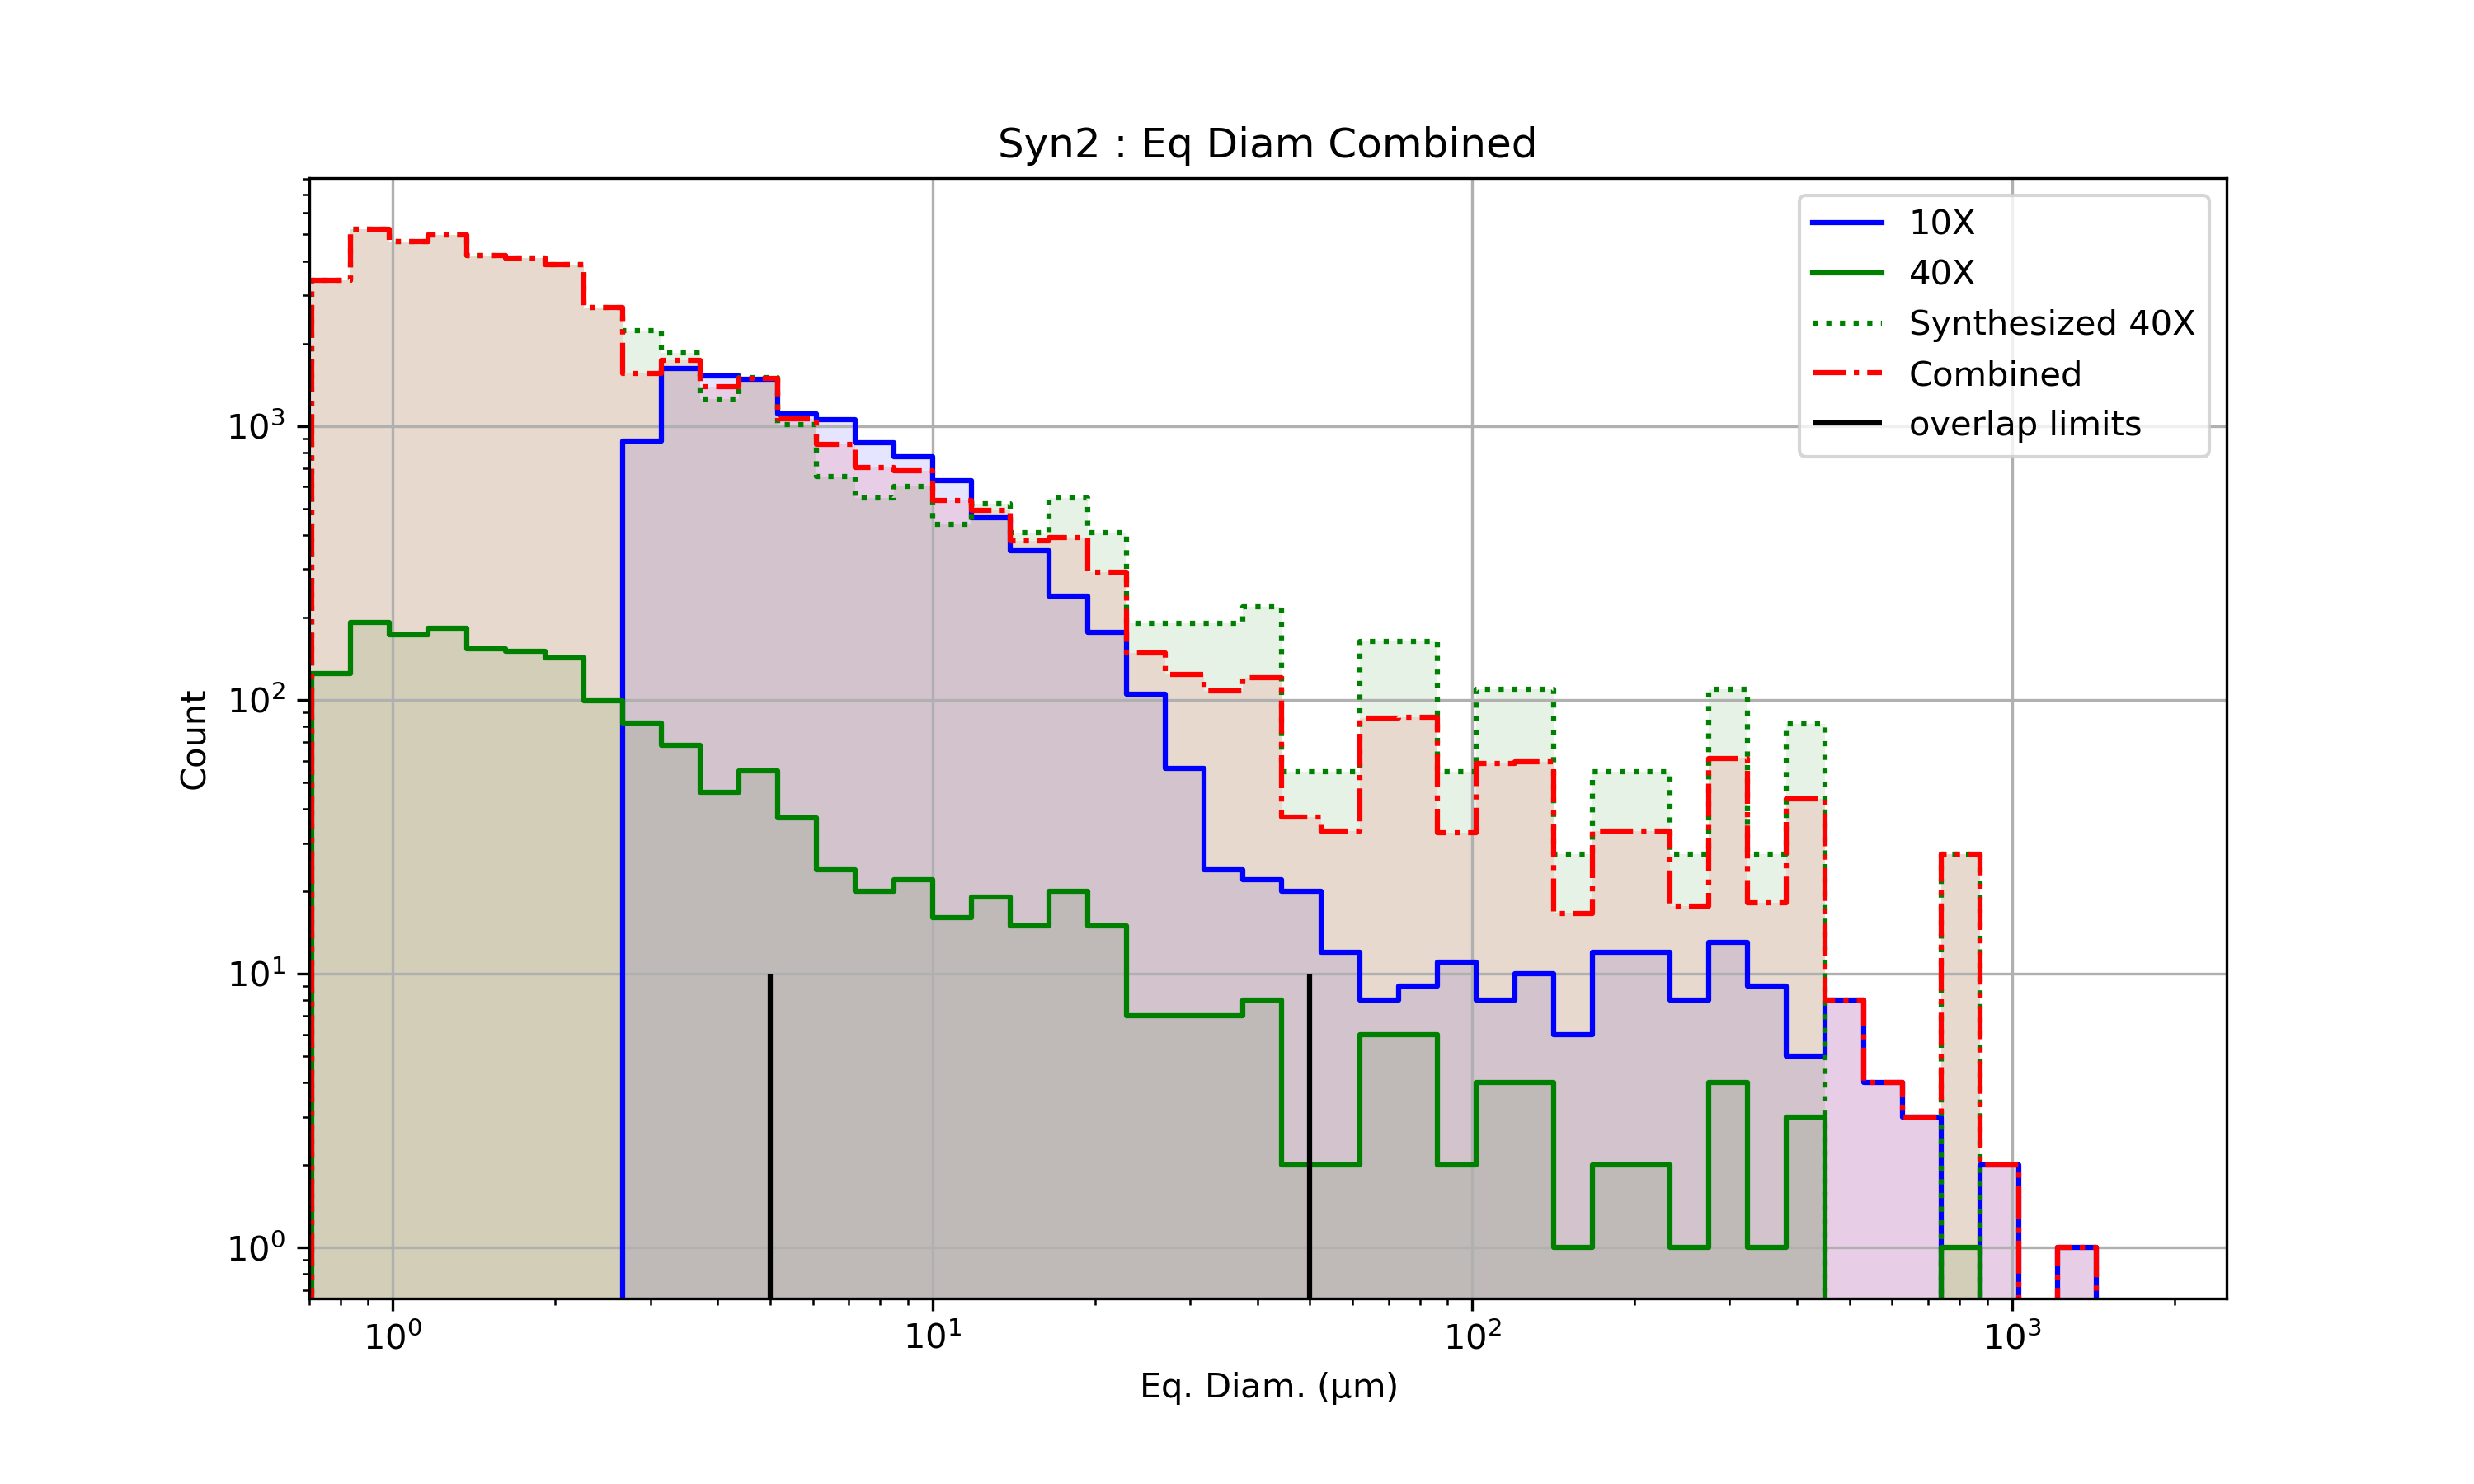 Syn2 : Eq Diam Combined
10X
40X
Synthesized 40X
Combined
overlap limits
Count
10³
10²
10¹
10⁰
10⁰ 10¹ 10² 10³
Eq. Diam. (µm)